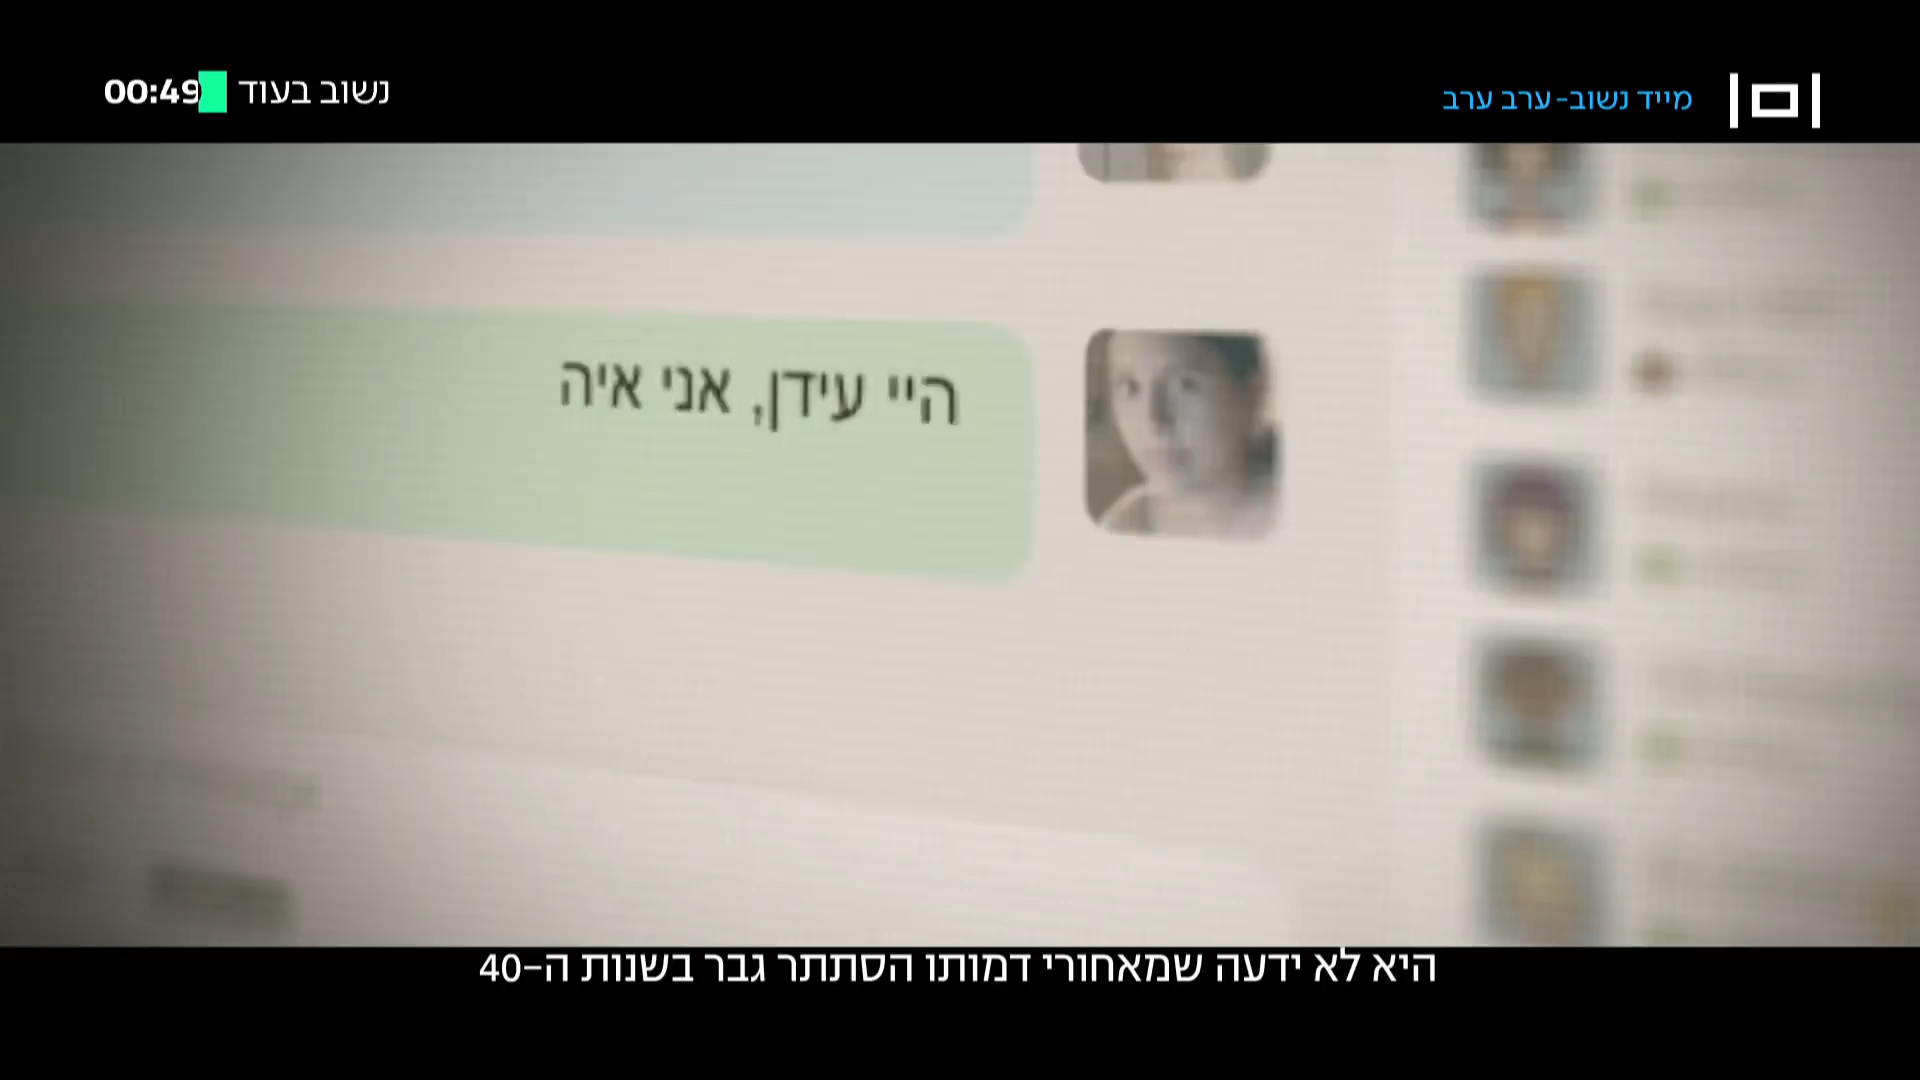 נשוב בעוד 00:49
מייד נשוב- ערב ערב
היי עידן, אני איה
היא לא ידעה שמאחורי דמותו הסתתר גבר בשנות ה-40